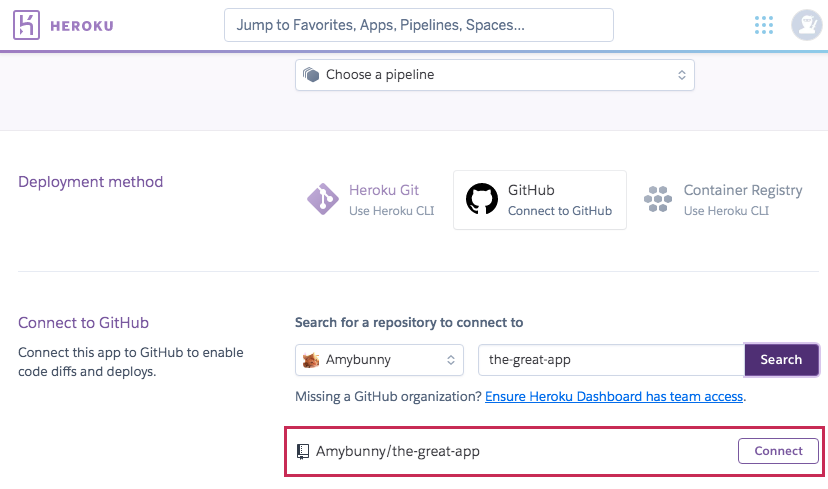 HEROKU
Jump to Favorites, Apps, Pipelines, Spaces...
Choose a pipeline
Deployment method
Heroku Git
Use Heroku CLI
GitHub
Connect to GitHub
Container Registry
Use Heroku CLI
Connect to GitHub
Connect this app to GitHub to enable
code diffs and deploys.
Search for a repository to connect to
Amybunny
the-great-app
Search
Missing a GitHub organization? Ensure Heroku Dashboard has team access.
Amybunny/the-great-app
Connect